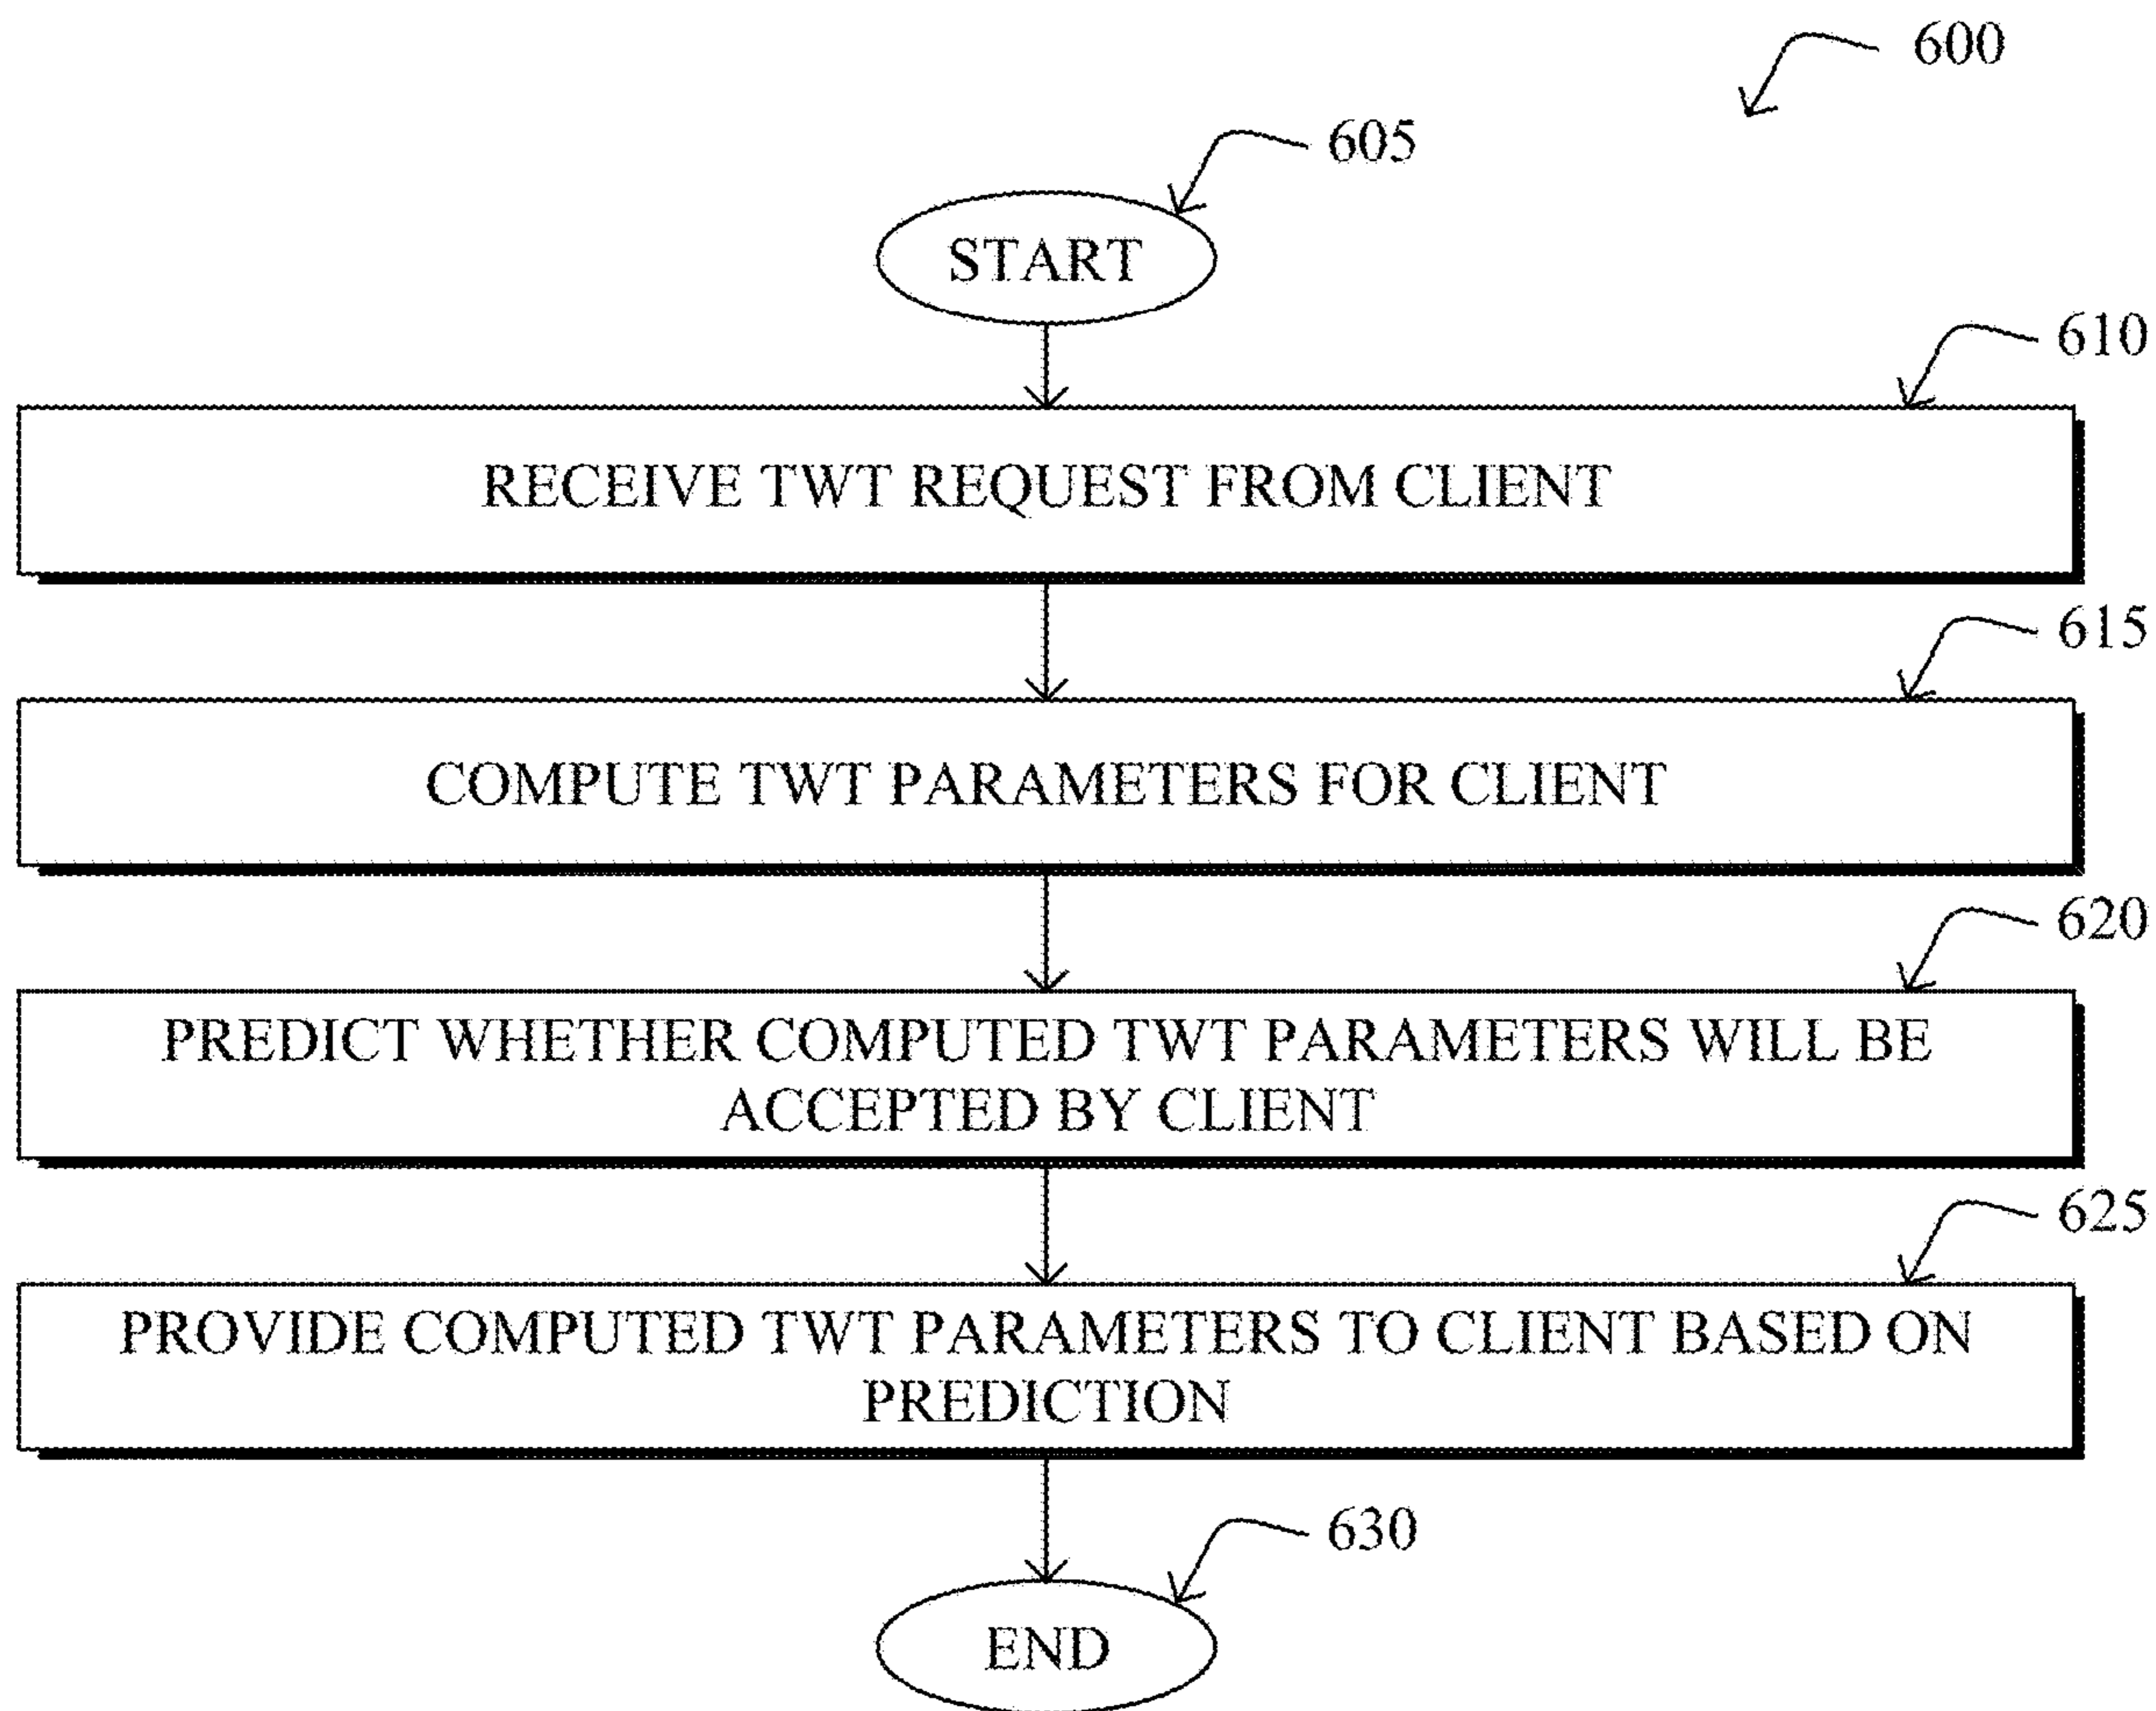 600
605
START
610
RECEIVE TWT REQUEST FROM CLIENT
615
COMPUTE TWT PARAMETERS FOR CLIENT
620
PREDICT WHETHER COMPUTED TWT PARAMETERS WILL BE
ACCEPTED BY CLIENT
625
PROVIDE COMPUTED TWT PARAMETERS TO CLIENT BASED ON
PREDICTION
630
END